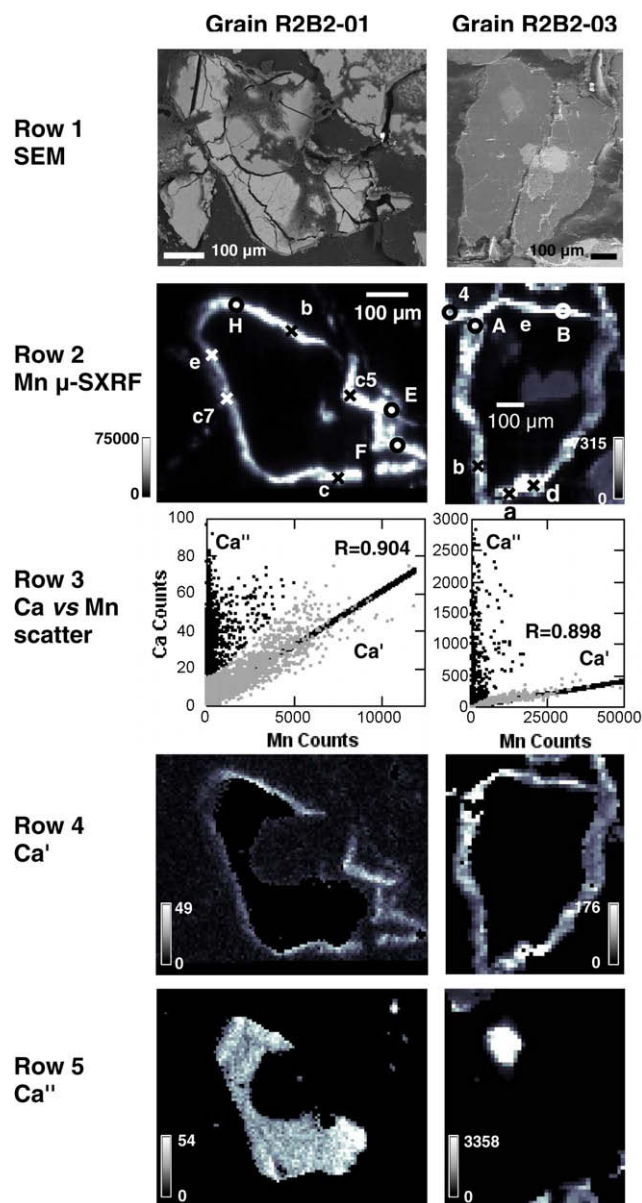 Grain R2B2-01 Grain R2B2-03
Row 1
SEM
100 µm
100 µm
Row 2
Mn µ-SXRF
100 µm
H
b
e
c7
c5
E
F
c
75000
0
4
A
e
B
100 µm
b
a
d
7315
0
Row 3
Ca vs Mn
scatter
Ca Counts
100
80
60
40
20
0
Ca''
R=0.904
Ca'
0 5000 10000
Mn Counts
3000
2500
2000
1500
1000
500
0
Ca''
R=0.898
Ca'
0 25000 50000
Mn Counts
Row 4
Ca'
49
0
176
0
Row 5
Ca''
54
0
3358
0